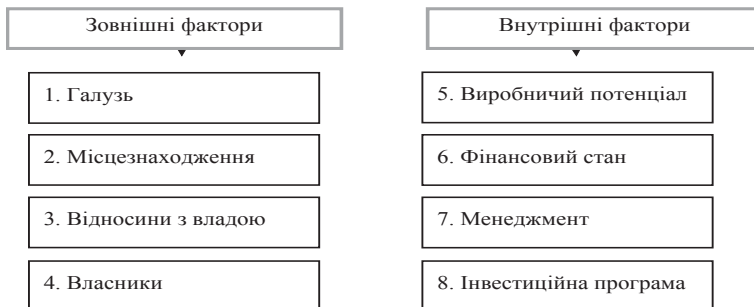 Зовнішні фактори
1. Галузь
2. Місцезнаходження
3. Відносини з владою
4. Власники
Внутрішні фактори
5. Виробничий потенціал
6. Фінансовий стан
7. Менеджмент
8. Інвестиційна програма